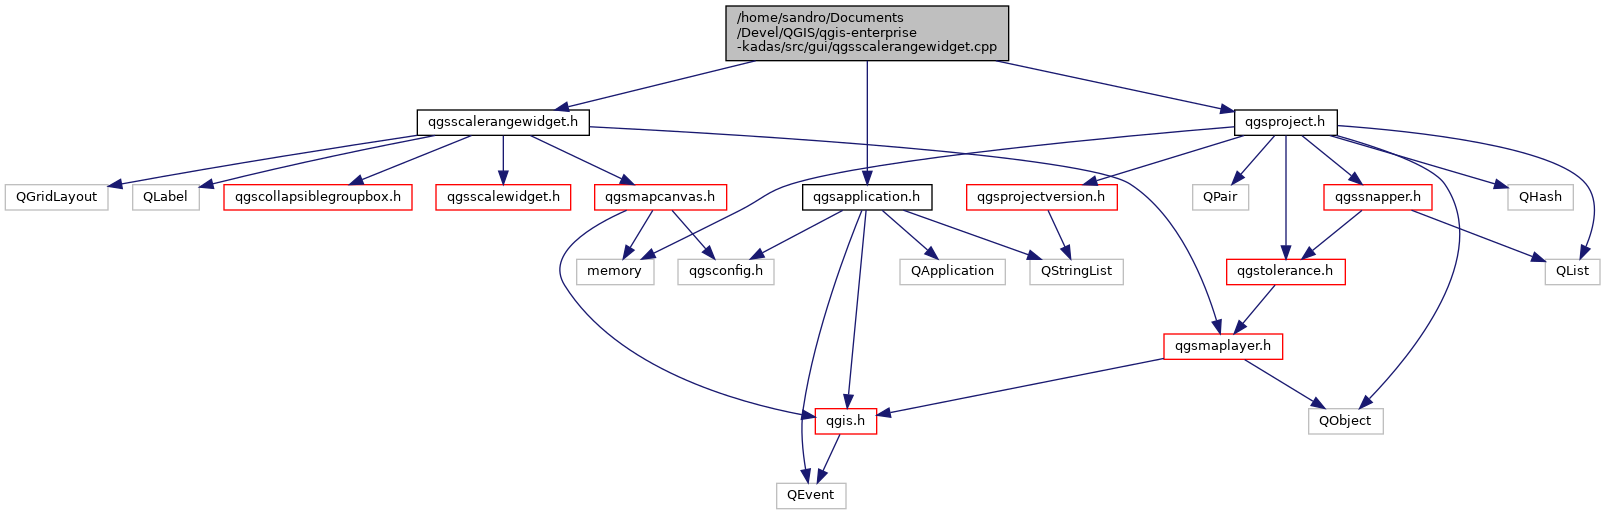 /home/sandro/Documents
/Devel/QGIS/qgis-enterprise
-kadas/src/gui/qgsscalerangewidget.cpp
qgsscalerangewidget.h
qgsproject.h
QGridLayout
QLabel
qgscollapsiblegroupbox.h
qgsscalewidget.h
qgsmapcanvas.h
qgsapplication.h
qgsprojectversion.h
QPair
qgssnapper.h
QHash
memory
qgsconfig.h
QApplication
QStringList
qgstolerance.h
QList
qgsmaplayer.h
qgis.h
QObject
QEvent